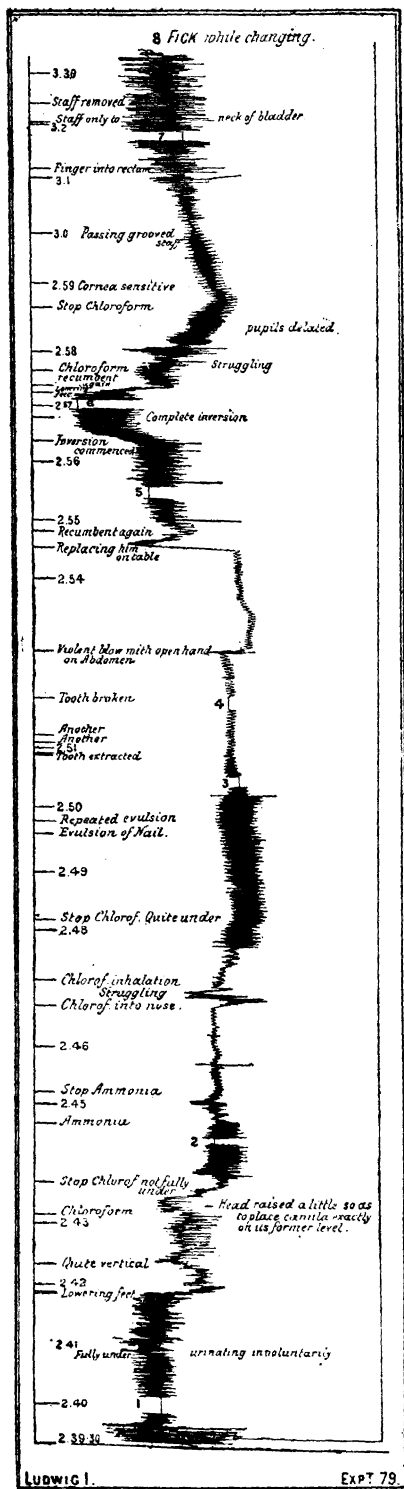 8 FICK while changing.
3.30
Staff removed
Staff only to neck of bladder
3.2
7
Finger into rectum
3.1
3.0
Passing grooved
staff
2.59 Cornea sensitive
Stop Chloroform
pupils delated.
2.58
Struggling
Chloroform
recumbent
again
Lowering
feet
6
2.57
Complete inversion
Inversion
commenced
2.56
5
2.55
Recumbent again
Replacing him
on table
2.54
Violent blow with open hand
on Abdomen
Tooth broken
4
Another
Another
2.51
Tooth extracted
3
2.50
Repeated evulsion
Evulsion of Nail.
2.49
Stop Chlorof. Quite under
2.48
Chlorof. inhalation
Struggling
Chlorof. into nose.
2.46
Stop Ammonia
2.45
Ammonia
2
Stop Chlorof not fully
under
Head raised a little so as
to place canula exactly
on its former level.
Chloroform
2.43
Quite vertical
2.42
Lowering feet
2.41
Fully under urinating involuntarily
2.40
1
2.39.30
LUDWIG I. EXPT 79.